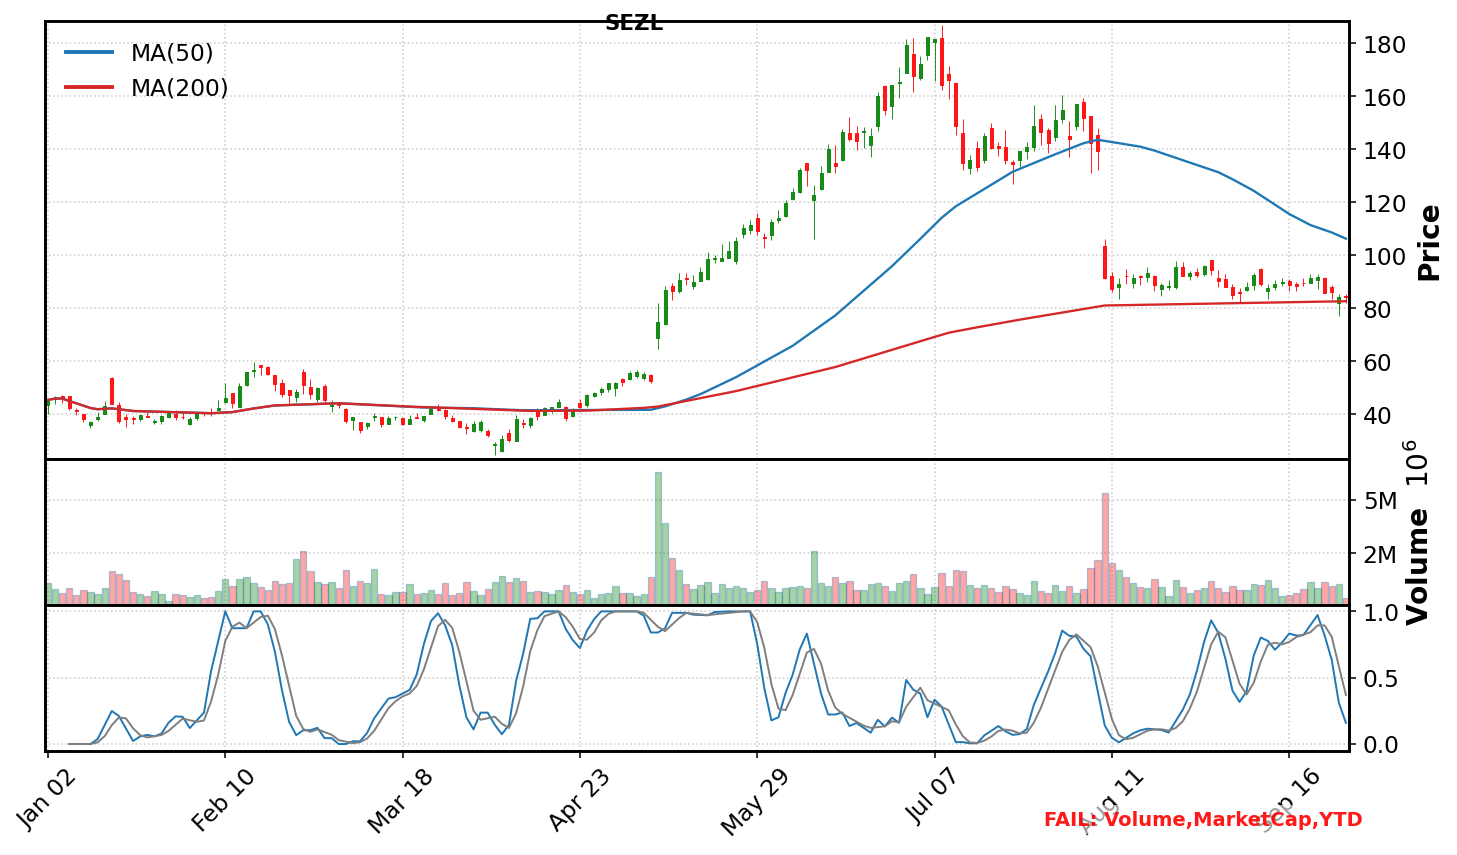 SEZL
MA(50)
MA(200)
180
160
140
120
100
80
60
40
Price
10^6
5M
2M
Volume
1.0
0.5
0.0
Jan 02
Feb 10
Mar 18
Apr 23
May 29
Jul 07
Aug 11
Sep 16
FAIL: Volume,MarketCap,YTD